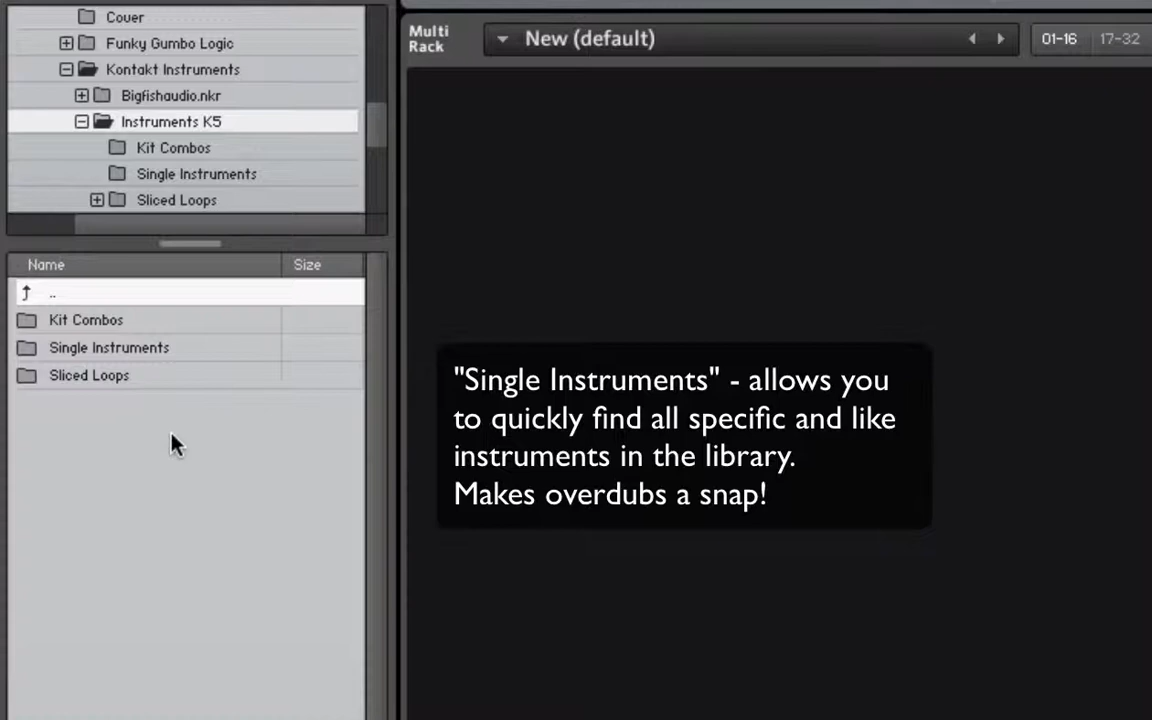 Couer
Funky Gumbo Logic
Kontakt Instruments
Bigfishaudio.nkr
Instruments K5
Kit Combos
Single Instruments
Sliced Loops
Name
Size
..
Kit Combos
Single Instruments
Sliced Loops
Multi
Rack
New (default)
01-16
17-32
"Single Instruments" - allows you
to quickly find all specific and like
instruments in the library.
Makes overdubs a snap!